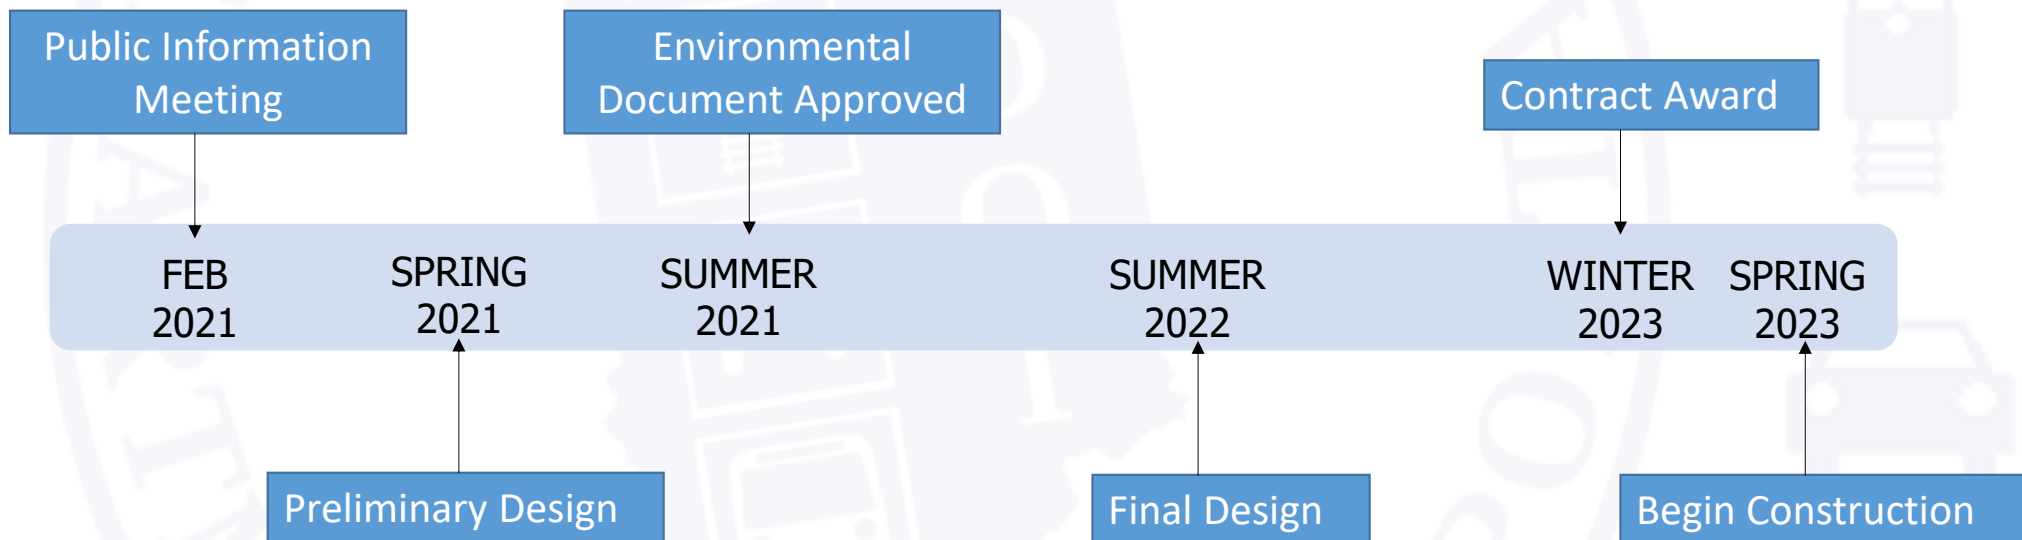 Public Information
Meeting
Environmental
Document Approved
Contract Award
FEB
2021
SPRING
2021
SUMMER
2021
SUMMER
2022
WINTER
2023
SPRING
2023
Preliminary Design
Final Design
Begin Construction